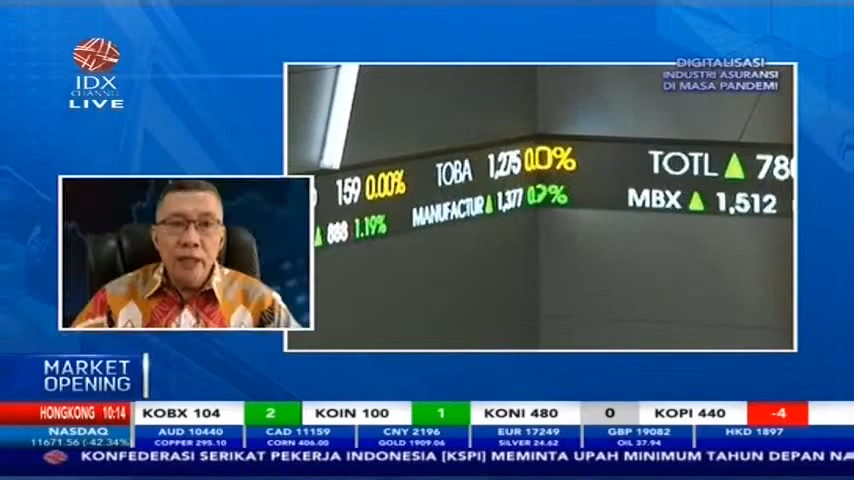 IDX
CHANNEL
LIVE
DIGITALISASI
INDUSTRI ASURANSI
DI MASA PANDEMI
159 0.00% TOBA 1,275 0.0% TOTL ▲ 78
▲ 888 1.19% MANUFACTUR ▲ 1,377 MBX ▲ 1,512
MARKET
OPENING
HONGKONG 10:14 KOBX 104 2 KOIN 100 1 KONI 480 0 KOPI 440 -4
NASDAQ AUD 10440 CAD 11159 CNY 2196 EUR 17249 GBP 19082 HKD 1897
11671.56 (-42.34%) COPPER 295.10 CORN 406.00 GOLD 1909.06 SILVER 24.62 OIL 37.94
KONFEDERASI SERIKAT PEKERJA INDONESIA [KSPI] MEMINTA UPAH MINIMUM TAHUN DEPAN NA